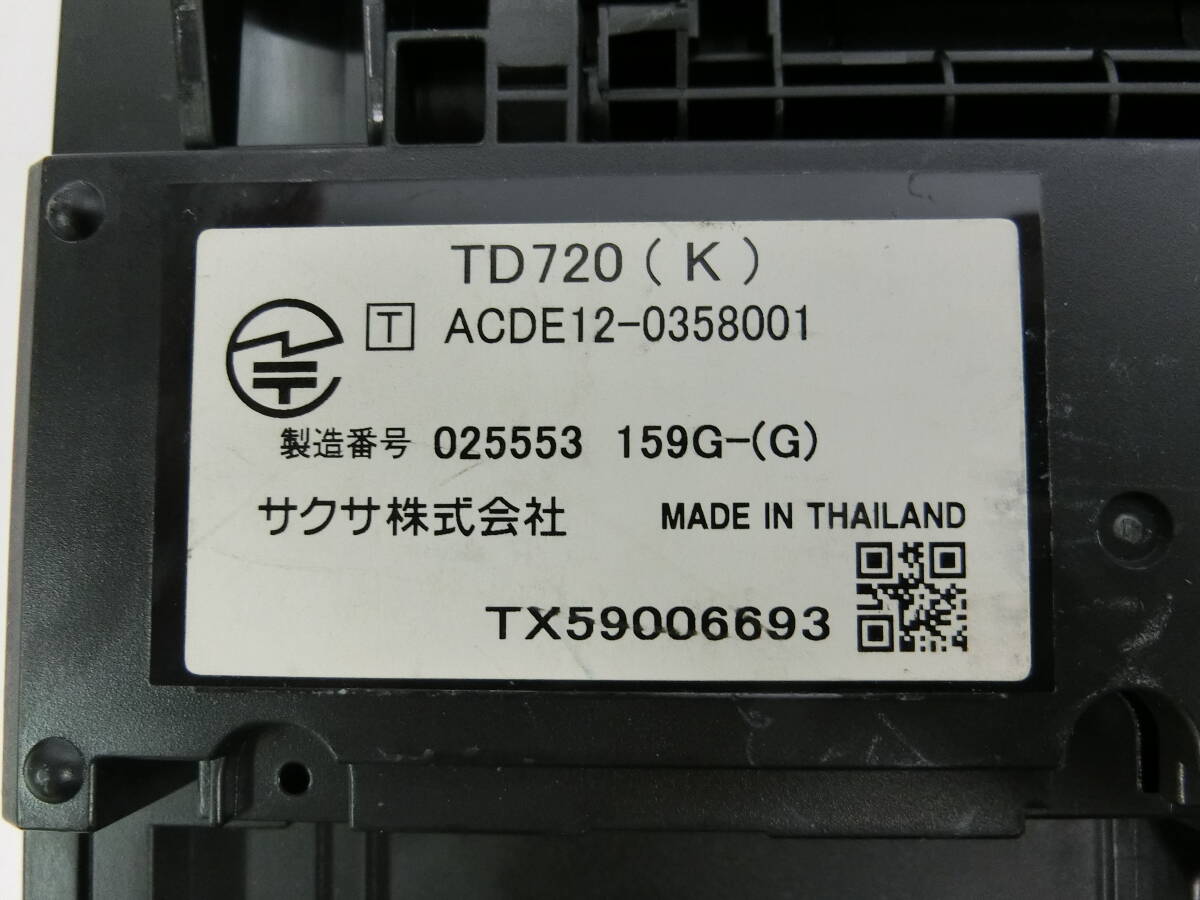 TD720(K)
T ACDE12-0358001
製造番号 025553 159G-(G)
サクサ株式会社 MADE IN THAILAND
TX59006693